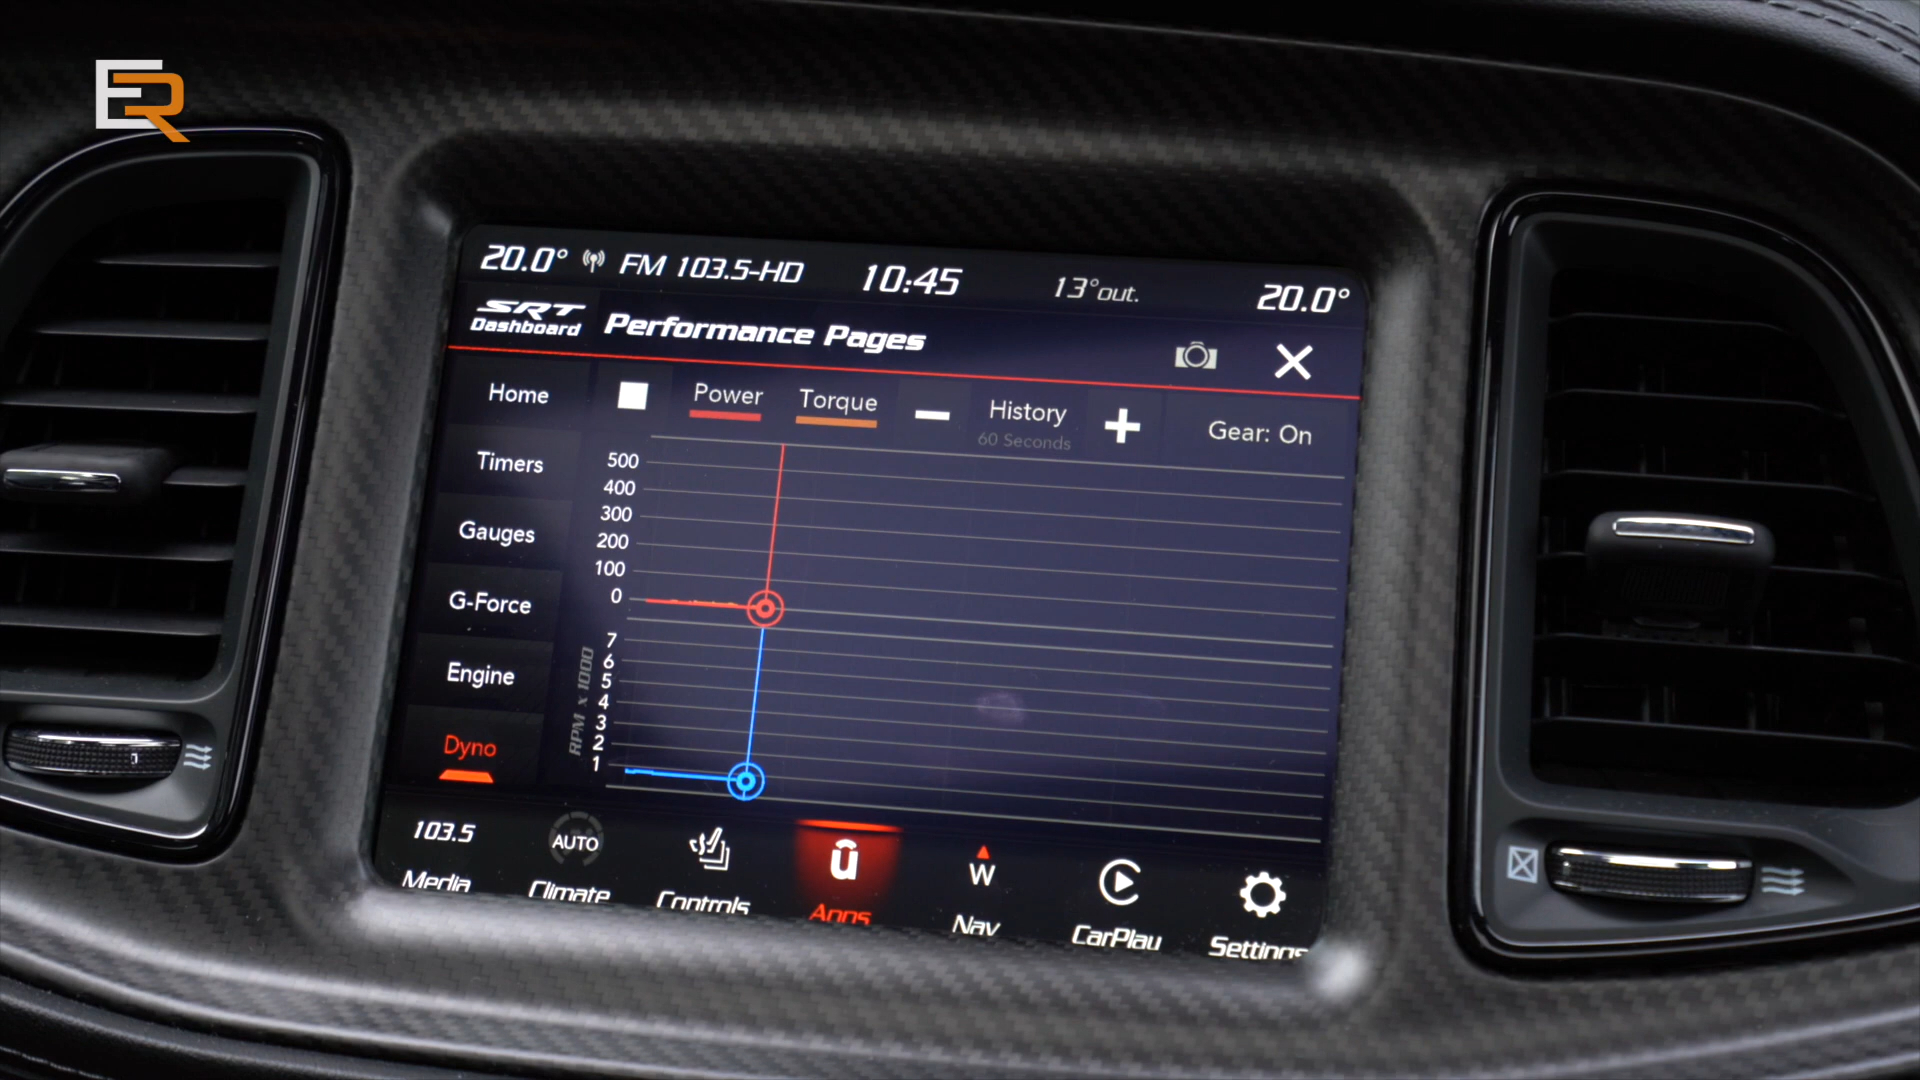 ER
20.0° FM 103.5-HD 10:45 13°out. 20.0°
SRT
Dashboard
Performance Pages
Home
Power Torque History Gear: On
60 Seconds
Timers
Gauges
G-Force
Engine
Dyno
500
400
300
200
100
0
RPM x 1000
7
6
5
4
3
2
1
103.5 AUTO û W
Media Climate Controls Apps Nav CarPlay Settings